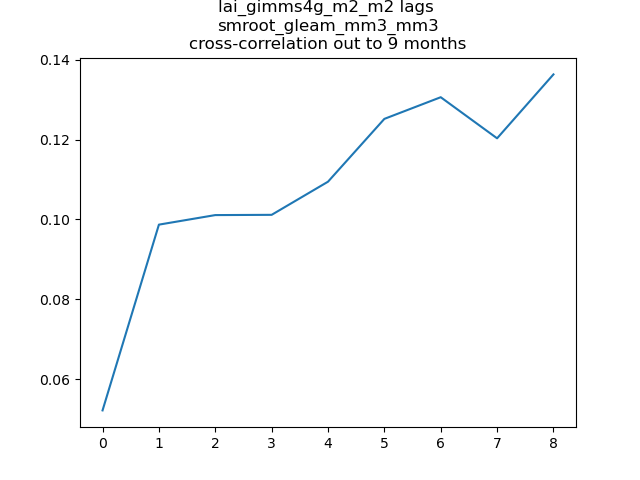 lai_gimms4g_m2_m2 lags
smroot_gleam_mm3_mm3
cross-correlation out to 9 months
0.14
0.12
0.10
0.08
0.06
0 1 2 3 4 5 6 7 8